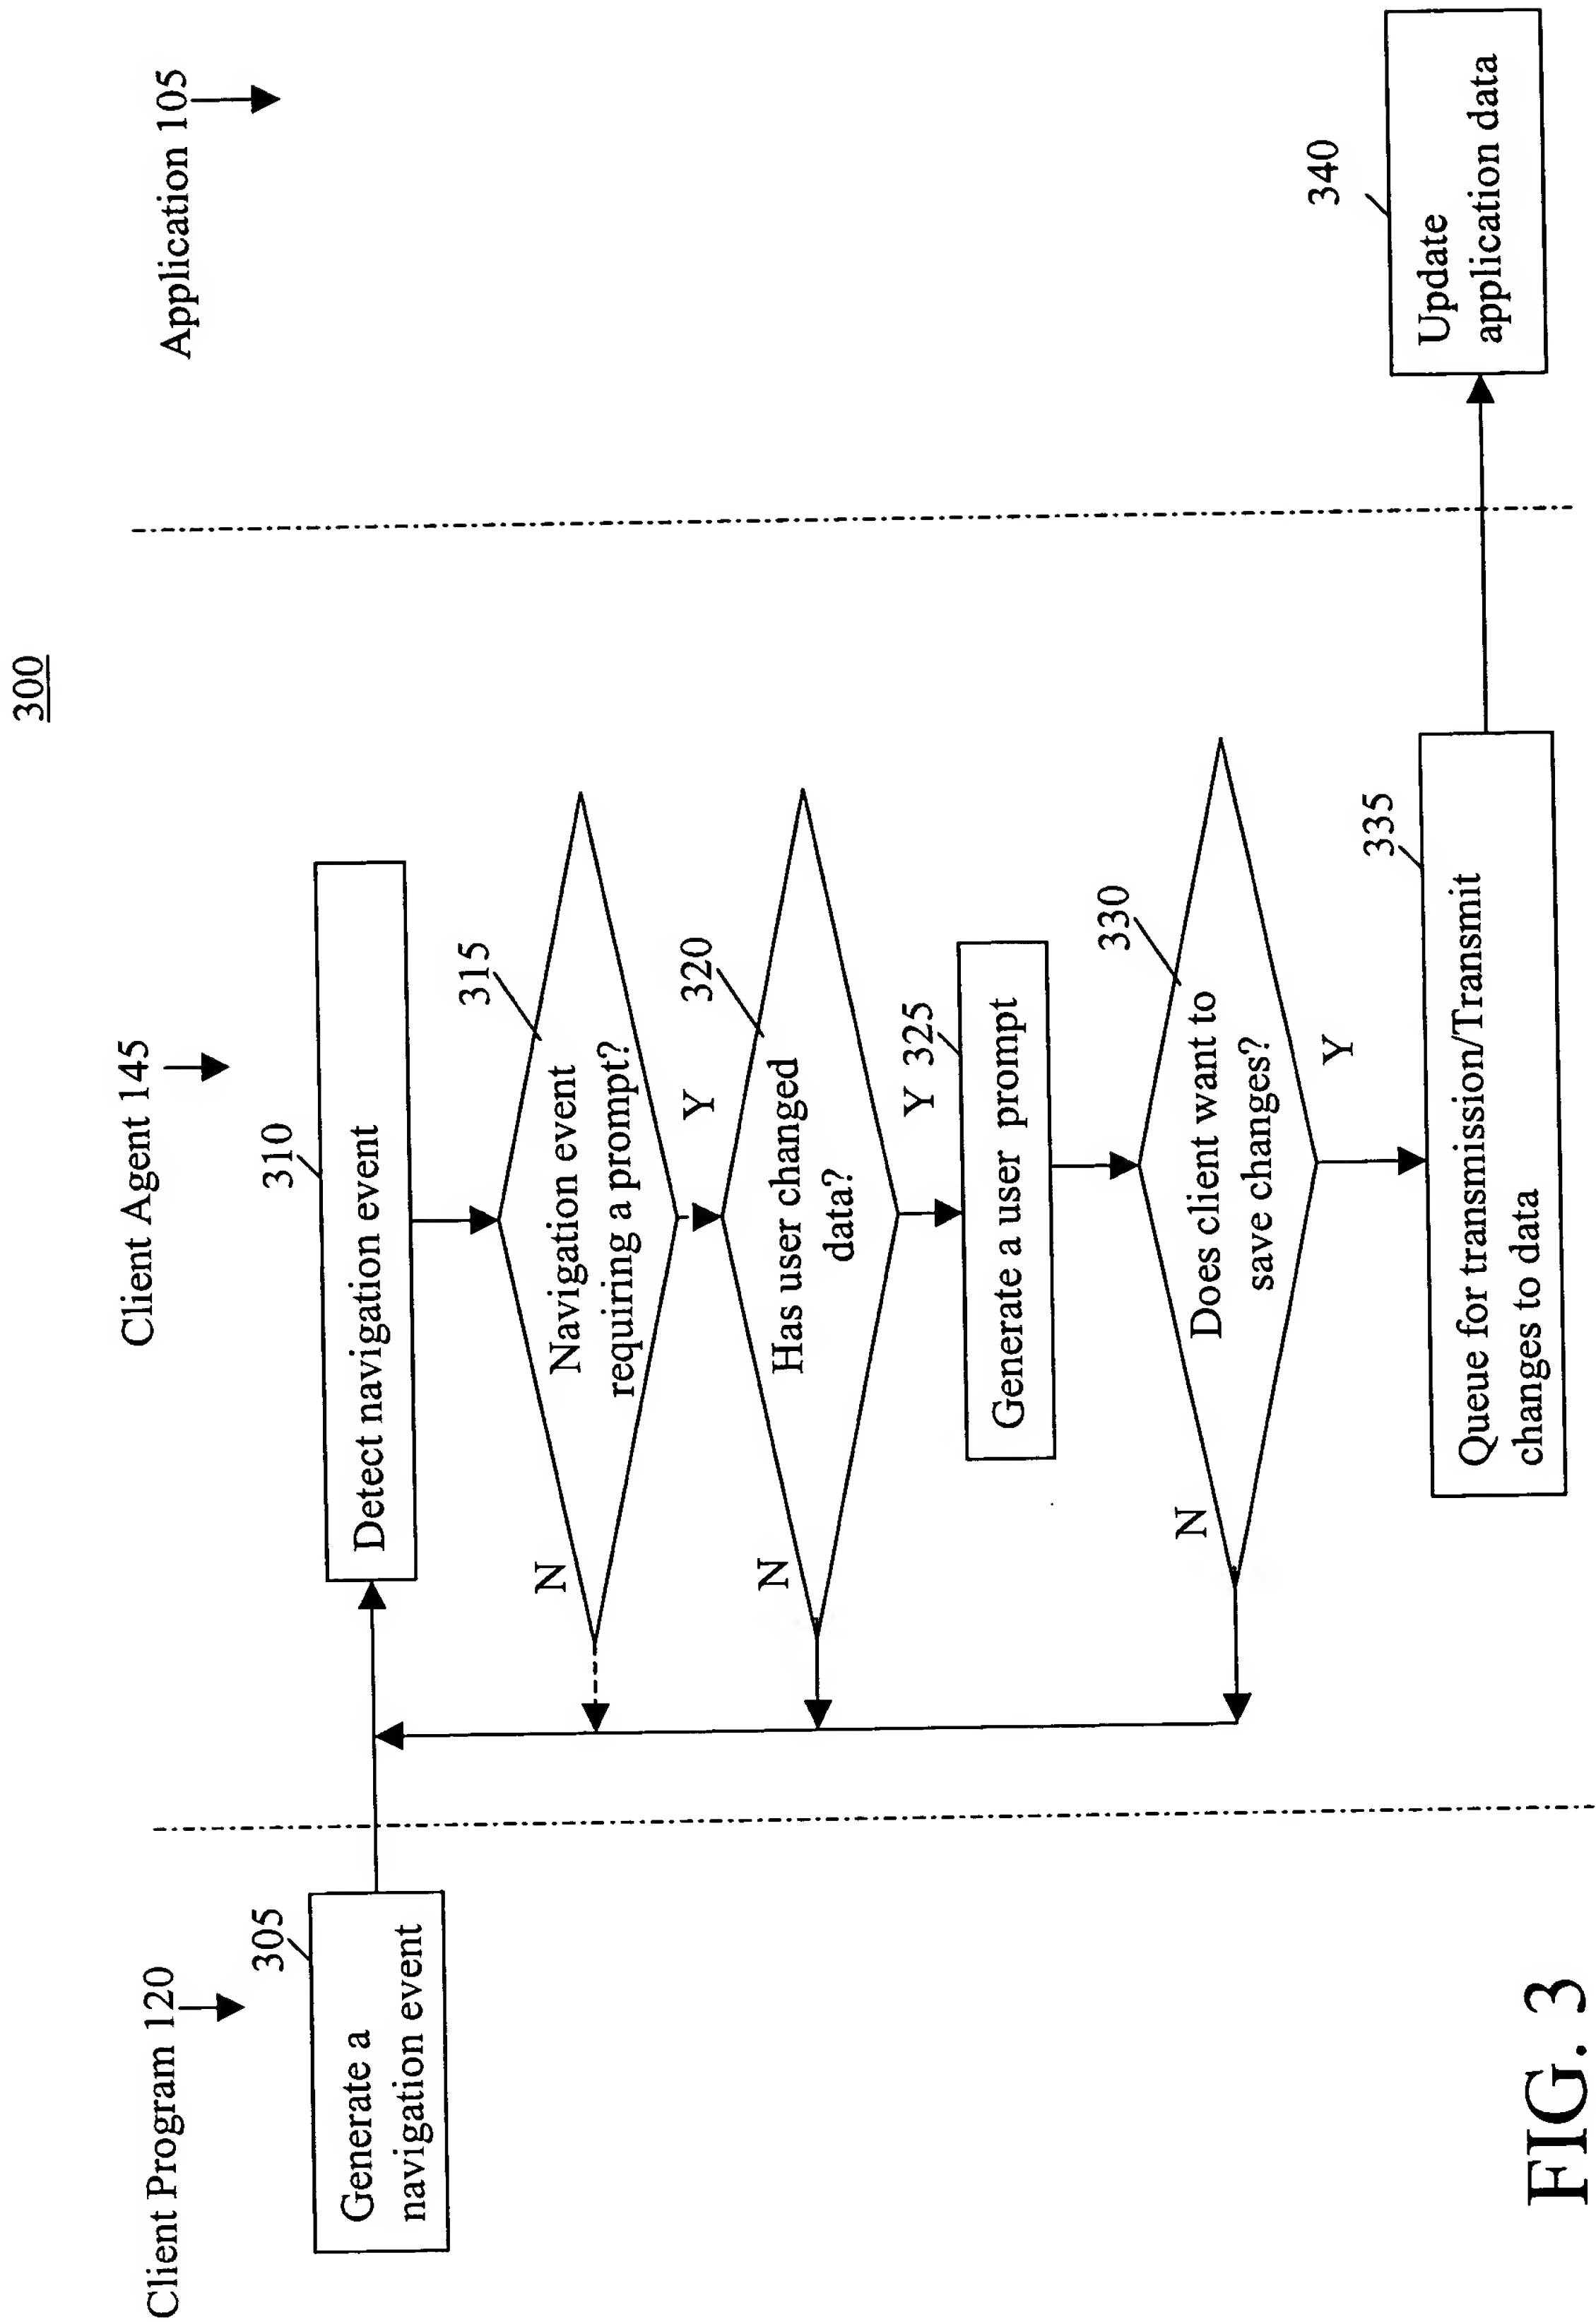 300
Client Program 120
Client Agent 145
Application 105
305
Generate a
navigation event
310
Detect navigation event
315
Navigation event
requiring a prompt?
N
Y
320
Has user changed
data?
N
Y
325
Generate a user prompt
330
Does client want to
save changes?
N
Y
335
Queue for transmission/Transmit
changes to data
340
Update
application data
FIG. 3